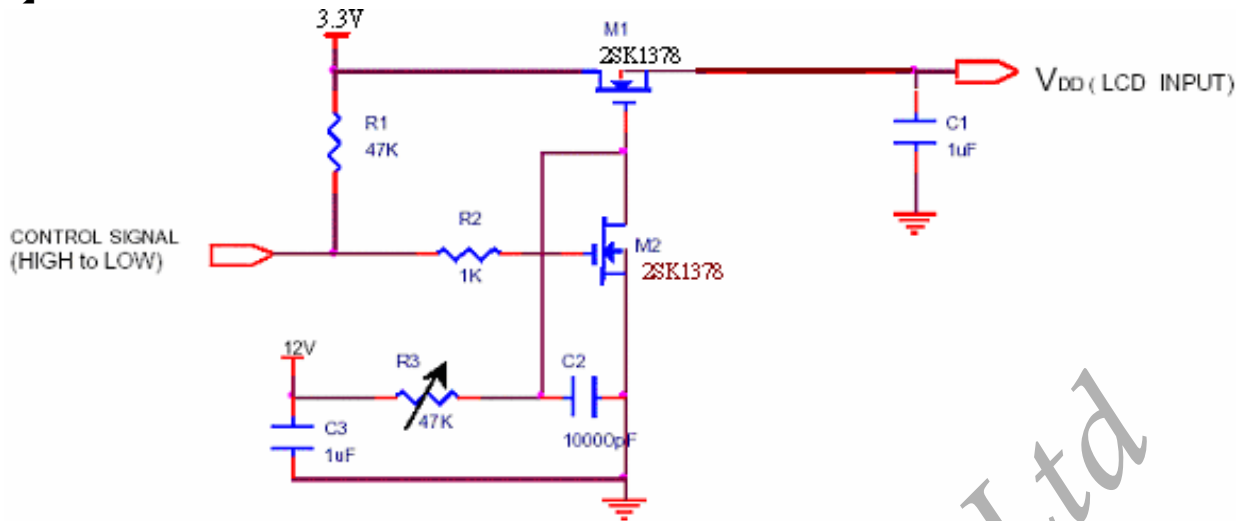 3.3V
M1
2SK1378
VDD ( LCD INPUT)
R1
47K
C1
1uF
CONTROL SIGNAL
(HIGH to LOW)
R2
1K
M2
2SK1378
12V
R3
47K
C2
10000pF
C3
1uF
Ltd